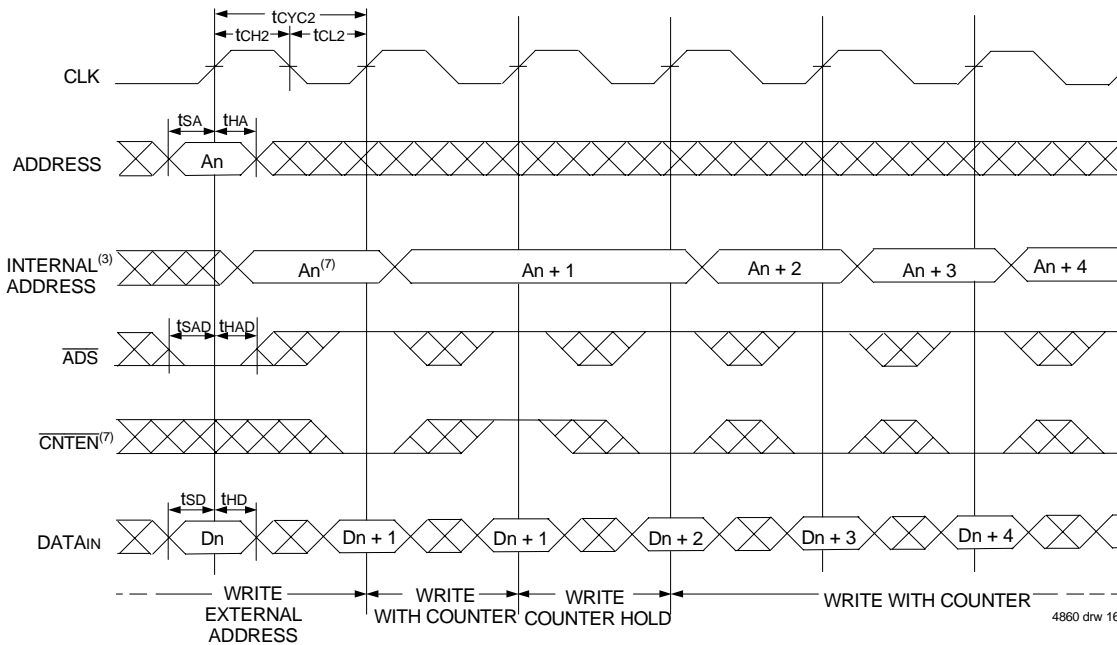 tCYC2
tCH2 tCL2
CLK
tSA tHA
ADDRESS An
INTERNAL(3)
ADDRESS
An(7) An + 1 An + 2 An + 3 An + 4
tSAD tHAD
ADS
CNTEN(7)
tSD tHD
DATAIN Dn Dn + 1 Dn + 1 Dn + 2 Dn + 3 Dn + 4
WRITE
EXTERNAL
ADDRESS
WRITE
WITH COUNTER
WRITE
COUNTER HOLD
WRITE WITH COUNTER
4860 drw 16